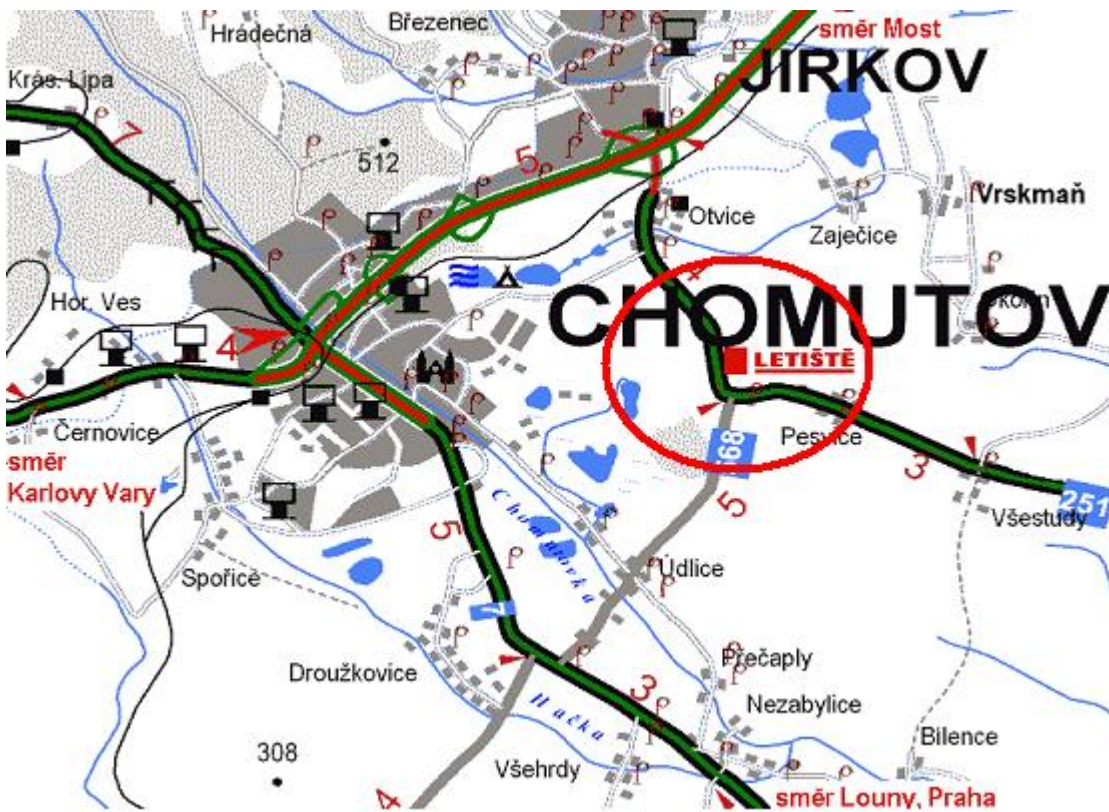 Hrádečná
Březenec
směr Most
JIRKOV
Krás. Lipa
7
512
5
Vrskmaň
Otvice
Zaječice
4
Hor. Ves
CHOMUTOV
4
LETIŠTĚ
Černovice
Pesvice
směr
Karlovy Vary
568
3
251
5
5
Chomutovka
Všestudy
Spořice
Údlice
7
Droužkovice
Přečaply
3
Nezabylice
Hačka
308
Všehrdy
Bílence
4
směr Louny, Praha